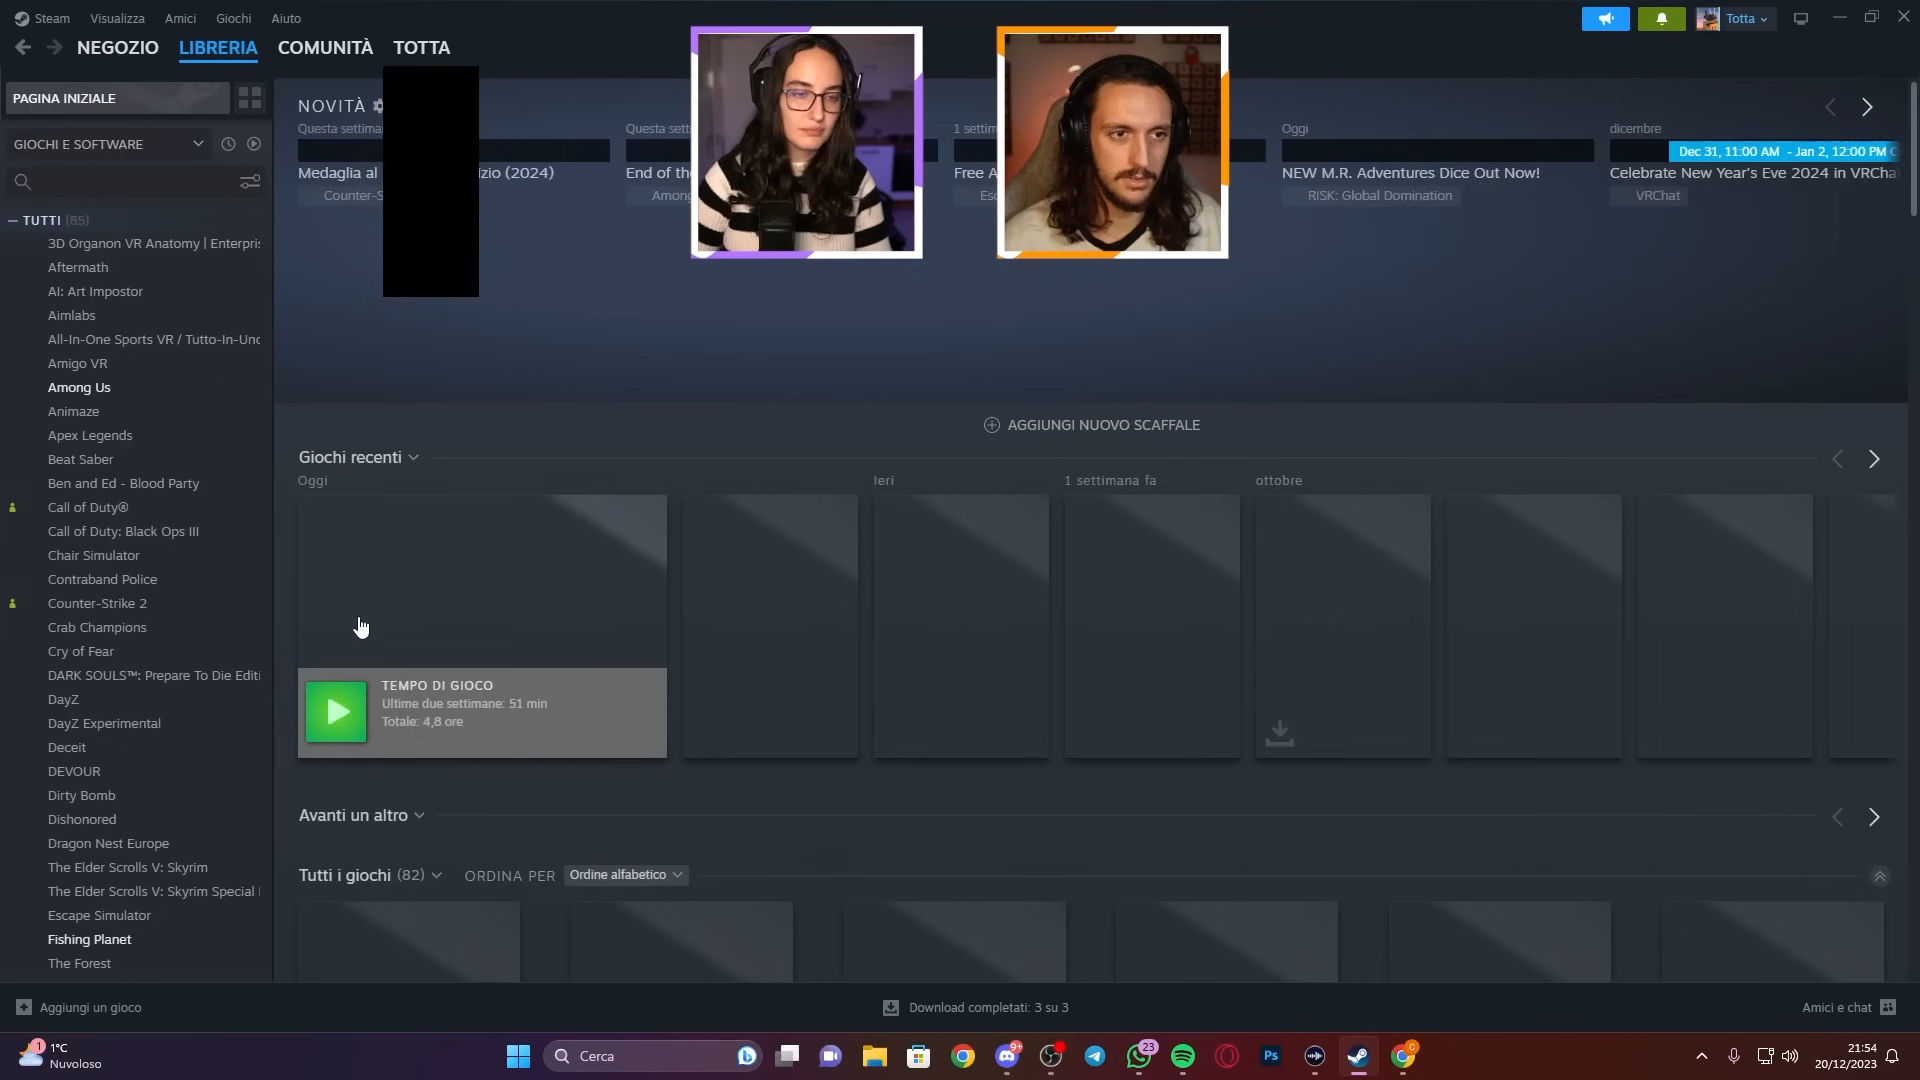 Steam Visualizza Amici Giochi Aiuto
Totta
NEGOZIO LIBRERIA COMUNITÀ TOTTA
PAGINA INIZIALE
GIOCHI E SOFTWARE
TUTTI (85)
3D Organon VR Anatomy | Enterpris
Aftermath
AI: Art Impostor
Aimlabs
All-In-One Sports VR / Tutto-In-Uno
Amigo VR
Among Us
Animaze
Apex Legends
Beat Saber
Ben and Ed - Blood Party
Call of Duty®
Call of Duty: Black Ops III
Chair Simulator
Contraband Police
Counter-Strike 2
Crab Champions
Cry of Fear
DARK SOULS™: Prepare To Die Editi
DayZ
DayZ Experimental
Deceit
DEVOUR
Dirty Bomb
Dishonored
Dragon Nest Europe
The Elder Scrolls V: Skyrim
The Elder Scrolls V: Skyrim Special
Escape Simulator
Fishing Planet
The Forest
NOVITÀ
Questa settima
Medaglia al izio (2024)
Counter-S
Questa sett
End of th
Among
1 settim
Free A
Esc
Oggi
NEW M.R. Adventures Dice Out Now!
RISK: Global Domination
dicembre
Dec 31, 11:00 AM - Jan 2, 12:00 PM C
Celebrate New Year's Eve 2024 in VRCha
VRChat
AGGIUNGI NUOVO SCAFFALE
Giochi recenti
Oggi Ieri 1 settimana fa ottobre
TEMPO DI GIOCO
Ultime due settimane: 51 min
Totale: 4,8 ore
Avanti un altro
Tutti i giochi (82) ORDINA PER Ordine alfabetico
Aggiungi un gioco
Download completati: 3 su 3
Amici e chat
1
1°C
Nuvoloso
Cerca
9+
23
Ps
C
21:54
20/12/2023